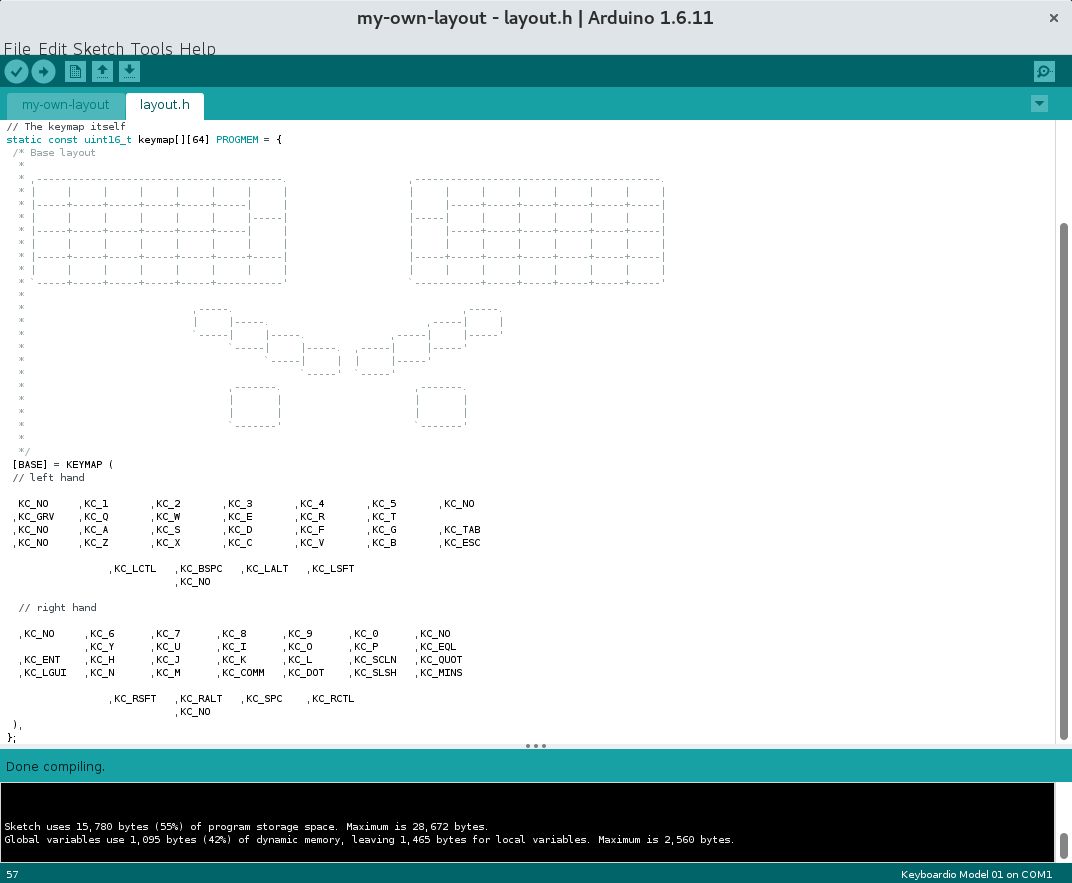 my-own-layout - layout.h | Arduino 1.6.11
File Edit Sketch Tools Help
my-own-layout layout.h
// The keymap itself
static const uint16_t keymap[][64] PROGMEM = {
/* Base layout
*/
[BASE] = KEYMAP (
// left hand
KC_NO ,KC_1 ,KC_2 ,KC_3 ,KC_4 ,KC_5 ,KC_NO
,KC_GRV ,KC_Q ,KC_W ,KC_E ,KC_R ,KC_T
,KC_NO ,KC_A ,KC_S ,KC_D ,KC_F ,KC_G ,KC_TAB
,KC_NO ,KC_Z ,KC_X ,KC_C ,KC_V ,KC_B ,KC_ESC
,KC_LCTL ,KC_BSPC ,KC_LALT ,KC_LSFT
,KC_NO
// right hand
,KC_NO ,KC_6 ,KC_7 ,KC_8 ,KC_9 ,KC_0 ,KC_NO
,KC_Y ,KC_U ,KC_I ,KC_O ,KC_P ,KC_EQL
,KC_ENT ,KC_H ,KC_J ,KC_K ,KC_L ,KC_SCLN ,KC_QUOT
,KC_LGUI ,KC_N ,KC_M ,KC_COMM ,KC_DOT ,KC_SLSH ,KC_MINS
,KC_RSFT ,KC_RALT ,KC_SPC ,KC_RCTL
,KC_NO
),
};
Done compiling.
Sketch uses 15,780 bytes (55%) of program storage space. Maximum is 28,672 bytes.
Global variables use 1,095 bytes (42%) of dynamic memory, leaving 1,465 bytes for local variables. Maximum is 2,560 bytes.
57 Keyboardio Model 01 on COM1